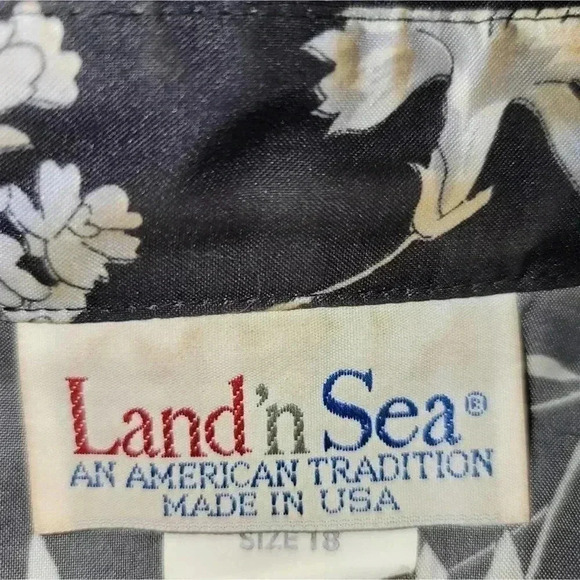 Land'n Sea®
AN AMERICAN TRADITION
MADE IN USA
SIZE 18